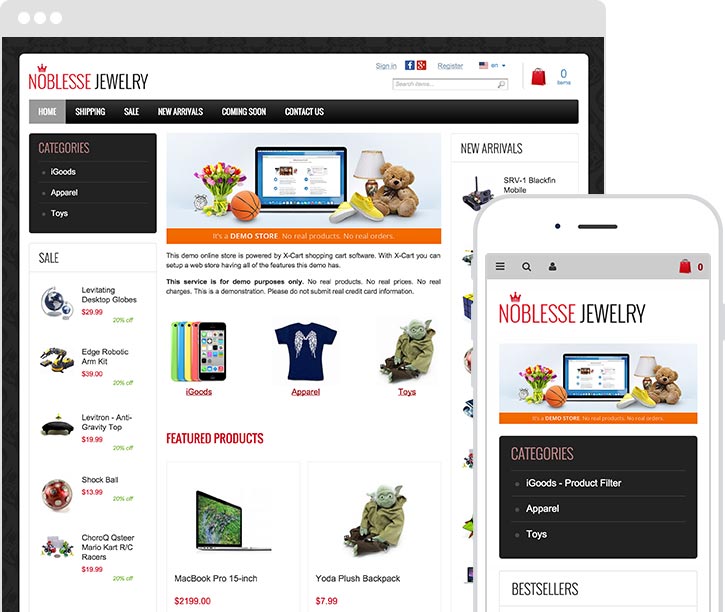 NOBLESSE JEWELRY
Sign in
Register
en
Search items...
0
items
HOME SHIPPING SALE NEW ARRIVALS COMING SOON CONTACT US
CATEGORIES
iGoods
Apparel
Toys
SALE
Levitating
Desktop Globes
$29.99
20% off
Edge Robotic
Arm Kit
$39.00
20% off
Levitron - Anti-
Gravity Top
$19.99
20% off
Shock Ball
$13.99
20% off
ChoroQ Qsteer
Mario Kart R/C
Racers
$19.99
20% off
It's a DEMO STORE. No real products. No real orders.
This demo online store is powered by X-Cart shopping cart software. With X-Cart you can
setup a web store having all of the features this demo has.
This service is for demo purposes only. No real products. No real prices. No real
charges. This is a demonstration. Please do not submit real credit card information.
iGoods
Apparel
Toys
FEATURED PRODUCTS
MacBook Pro 15-inch
$2199.00
Yoda Plush Backpack
$7.99
NEW ARRIVALS
SRV-1 Blackfin
Mobile
0
NOBLESSE JEWELRY
It's a DEMO STORE. No real products. No real orders.
CATEGORIES
iGoods - Product Filter
Apparel
Toys
BESTSELLERS